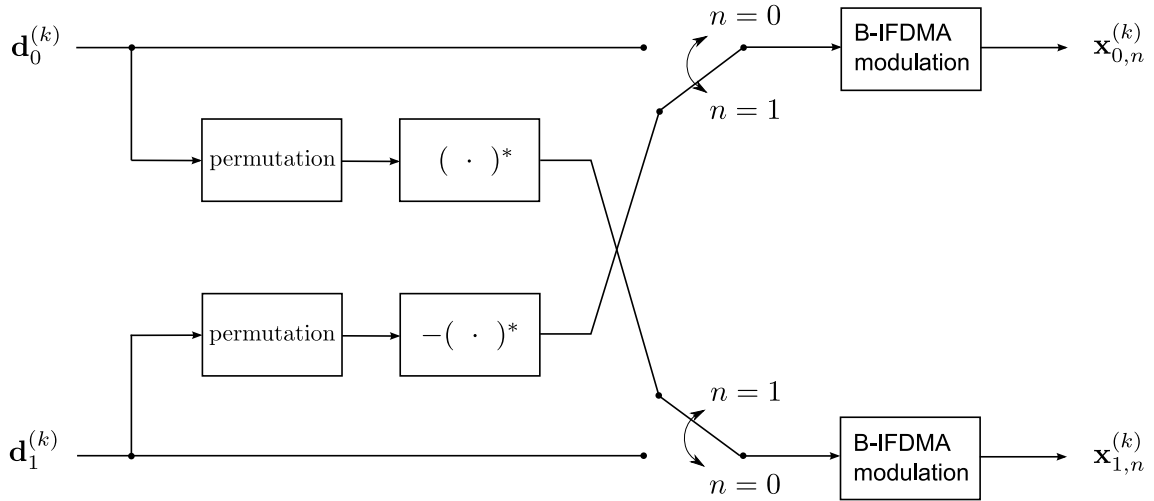 d_0^{(k)}
n = 0
n = 1
B-IFDMA
modulation
x_{0,n}^{(k)}
permutation
( · )*
permutation
−( · )*
d_1^{(k)}
n = 1
n = 0
B-IFDMA
modulation
x_{1,n}^{(k)}